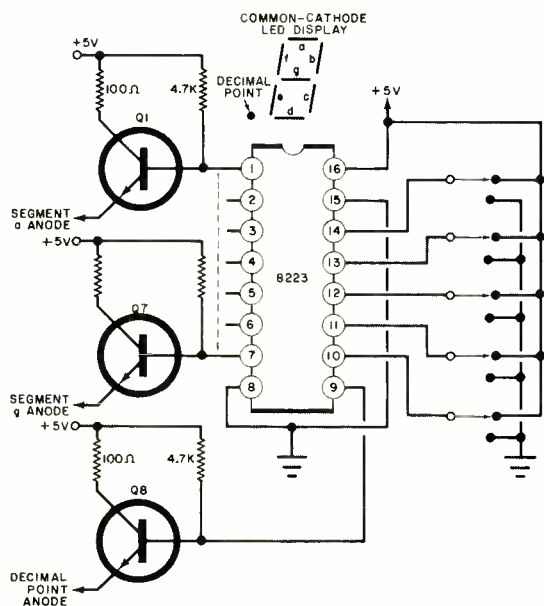 COMMON-CATHODE
LED DISPLAY
+5V
a
f
b
g
e
c
d
DECIMAL
POINT
+5V
100Ω
4.7K
Q1
SEGMENT
a ANODE
1
16
2
15
3
14
4
13
8223
5
12
6
11
7
10
8
9
+5V
Q7
SEGMENT
g ANODE
+5V
100Ω
4.7K
Q8
DECIMAL
POINT
ANODE